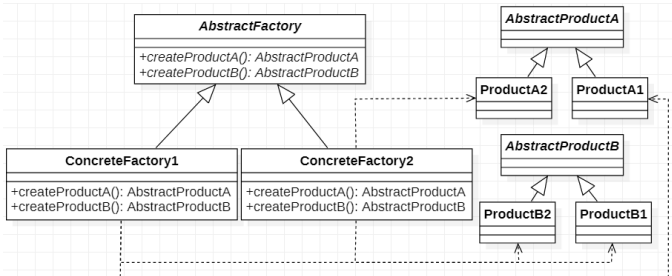 AbstractFactory
+createProductA(): AbstractProductA
+createProductB(): AbstractProductB
AbstractProductA
ProductA2
ProductA1
AbstractProductB
ProductB2
ProductB1
ConcreteFactory1
+createProductA(): AbstractProductA
+createProductB(): AbstractProductB
ConcreteFactory2
+createProductA(): AbstractProductA
+createProductB(): AbstractProductB